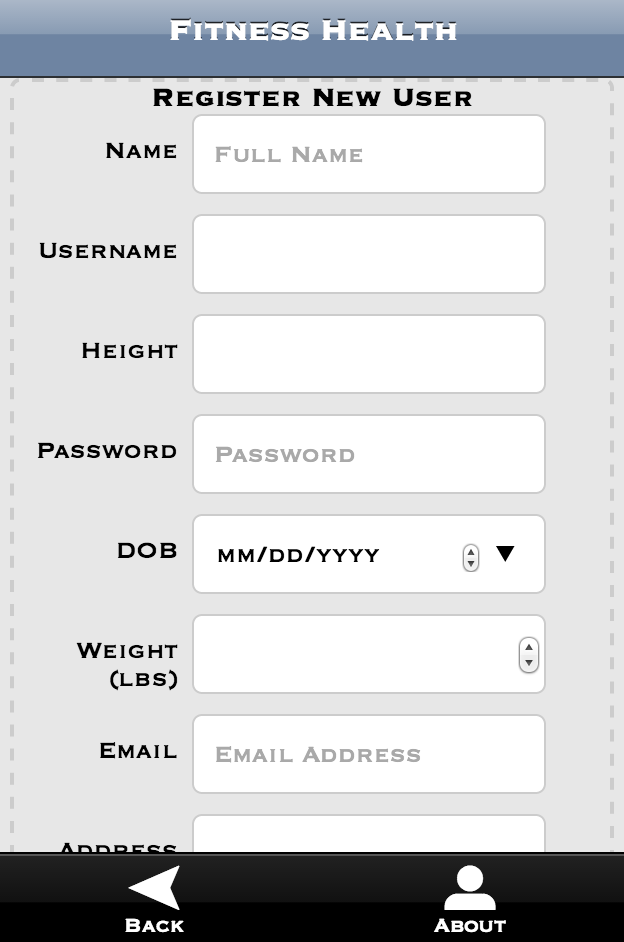 Fitness Health
Register New User
Name
Full Name
Username
Height
Password
Password
DOB
MM/DD/YYYY
Weight
(lbs)
Email
Email Address
Address
Back
About